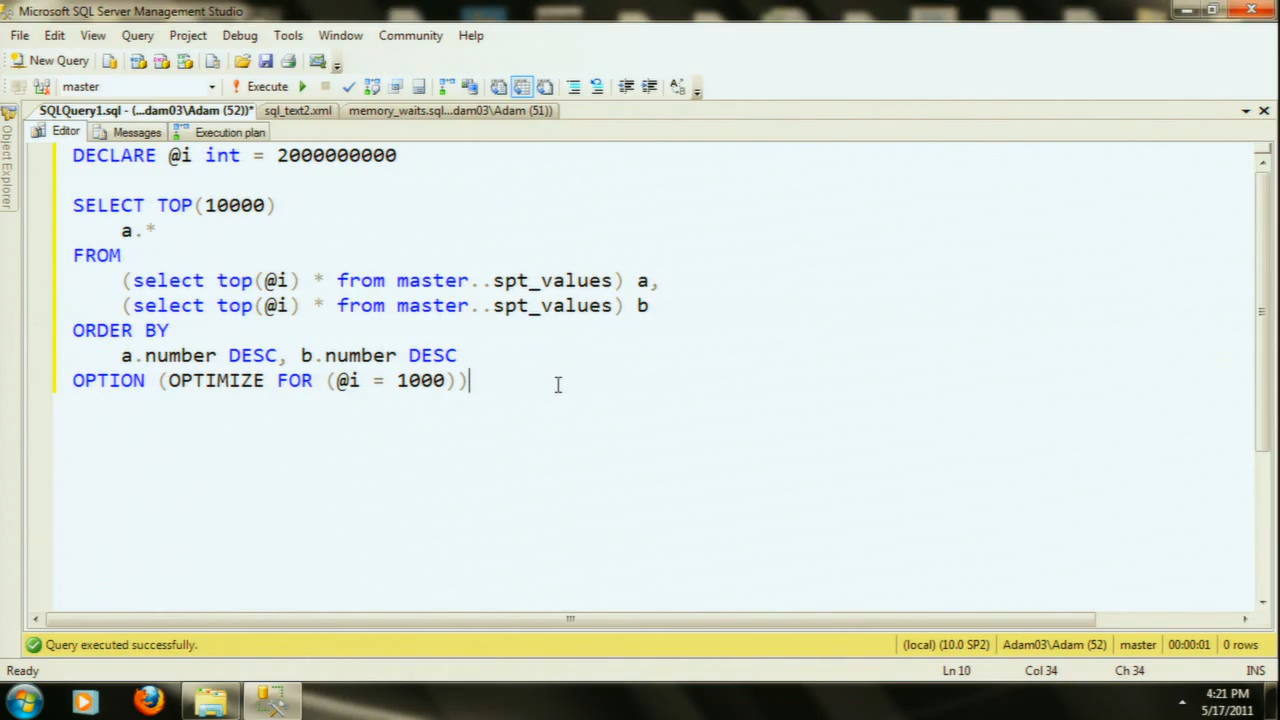 Microsoft SQL Server Management Studio
File Edit View Query Project Debug Tools Window Community Help
New Query
master Execute
SQLQuery1.sql - (...dam03\Adam (52))* sql_text2.xml memory_waits.sql...dam03\Adam (51))
Editor Messages Execution plan
Object Explorer
DECLARE @i int = 2000000000
SELECT TOP(10000)
a.*
FROM
(select top(@i) * from master..spt_values) a,
(select top(@i) * from master..spt_values) b
ORDER BY
a.number DESC, b.number DESC
OPTION (OPTIMIZE FOR (@i = 1000))
Query executed successfully. (local) (10.0 SP2) Adam03\Adam (52) master 00:00:01 0 rows
Ready Ln 10 Col 34 Ch 34 INS
4:21 PM
5/17/2011